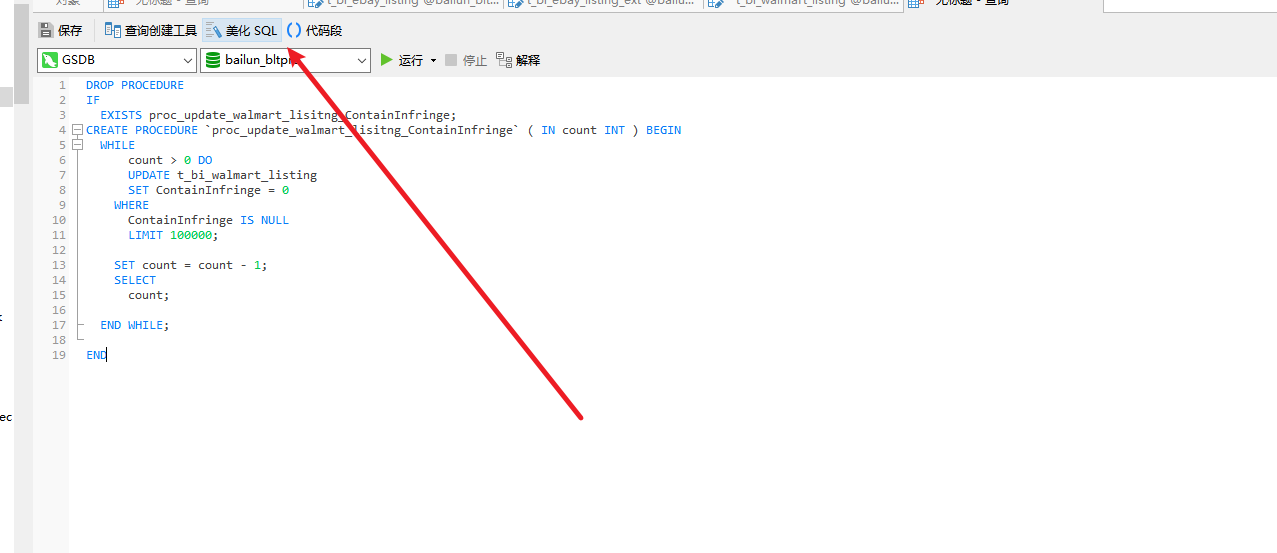 对象
无标题 - 查询
t_bi_ebay_listing @bailun_blt...
t_bi_ebay_listing_ext @bailu...
t_bi_walmart_listing @bailu...
无标题 - 查询
保存
查询创建工具
美化 SQL
代码段
GSDB
运行
停止
解释
1 DROP PROCEDURE
2 IF
3 EXISTS proc_update_walmart_lisitng_ContainInfringe;
4 CREATE PROCEDURE `proc_update_walmart_lisitng_ContainInfringe` ( IN count INT ) BEGIN
5 WHILE
6 count > 0 DO
7 UPDATE t_bi_walmart_listing
8 SET ContainInfringe = 0
9 WHERE
10 ContainInfringe IS NULL
11 LIMIT 100000;
12
13 SET count = count - 1;
14 SELECT
15 count;
16
17 END WHILE;
18
19 END
ec